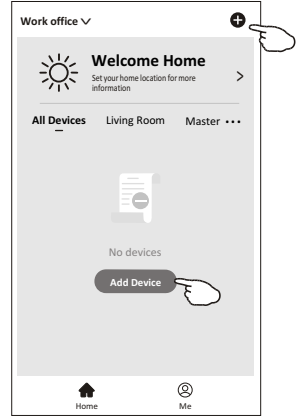 Work office
Welcome Home
Set your home location for more
information
All Devices Living Room Master
No devices
Add Device
Home Me